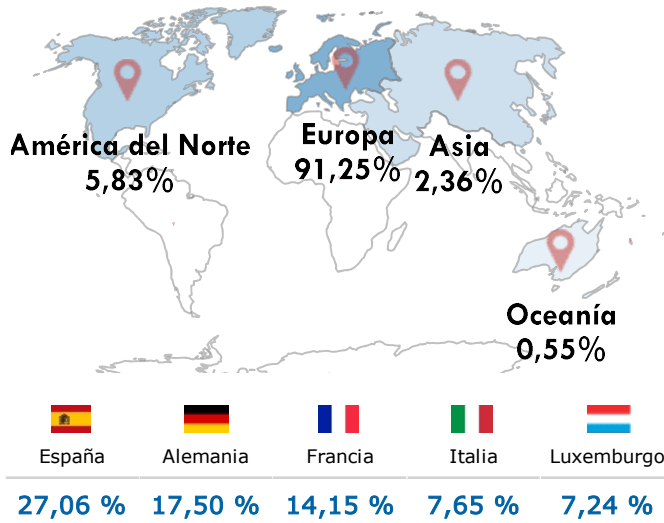 América del Norte
5,83%
Europa
91,25%
Asia
2,36%
Oceanía
0,55%
España Alemania Francia Italia Luxemburgo
27,06 % 17,50 % 14,15 % 7,65 % 7,24 %